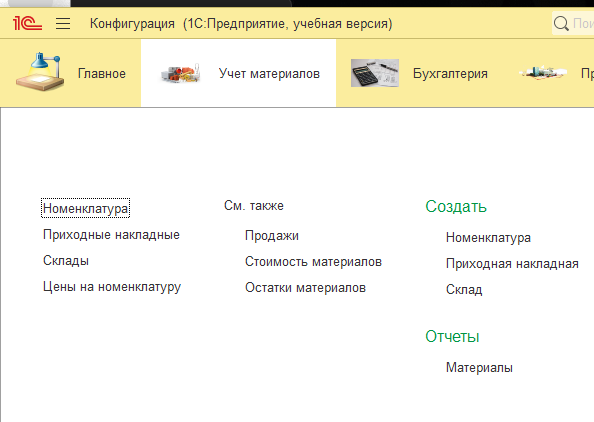 1С Конфигурация (1С:Предприятие, учебная версия) Пои
Главное Учет материалов Бухгалтерия Пр
Номенклатура
Приходные накладные
Склады
Цены на номенклатуру
См. также
Продажи
Стоимость материалов
Остатки материалов
Создать
Номенклатура
Приходная накладная
Склад
Отчеты
Материалы